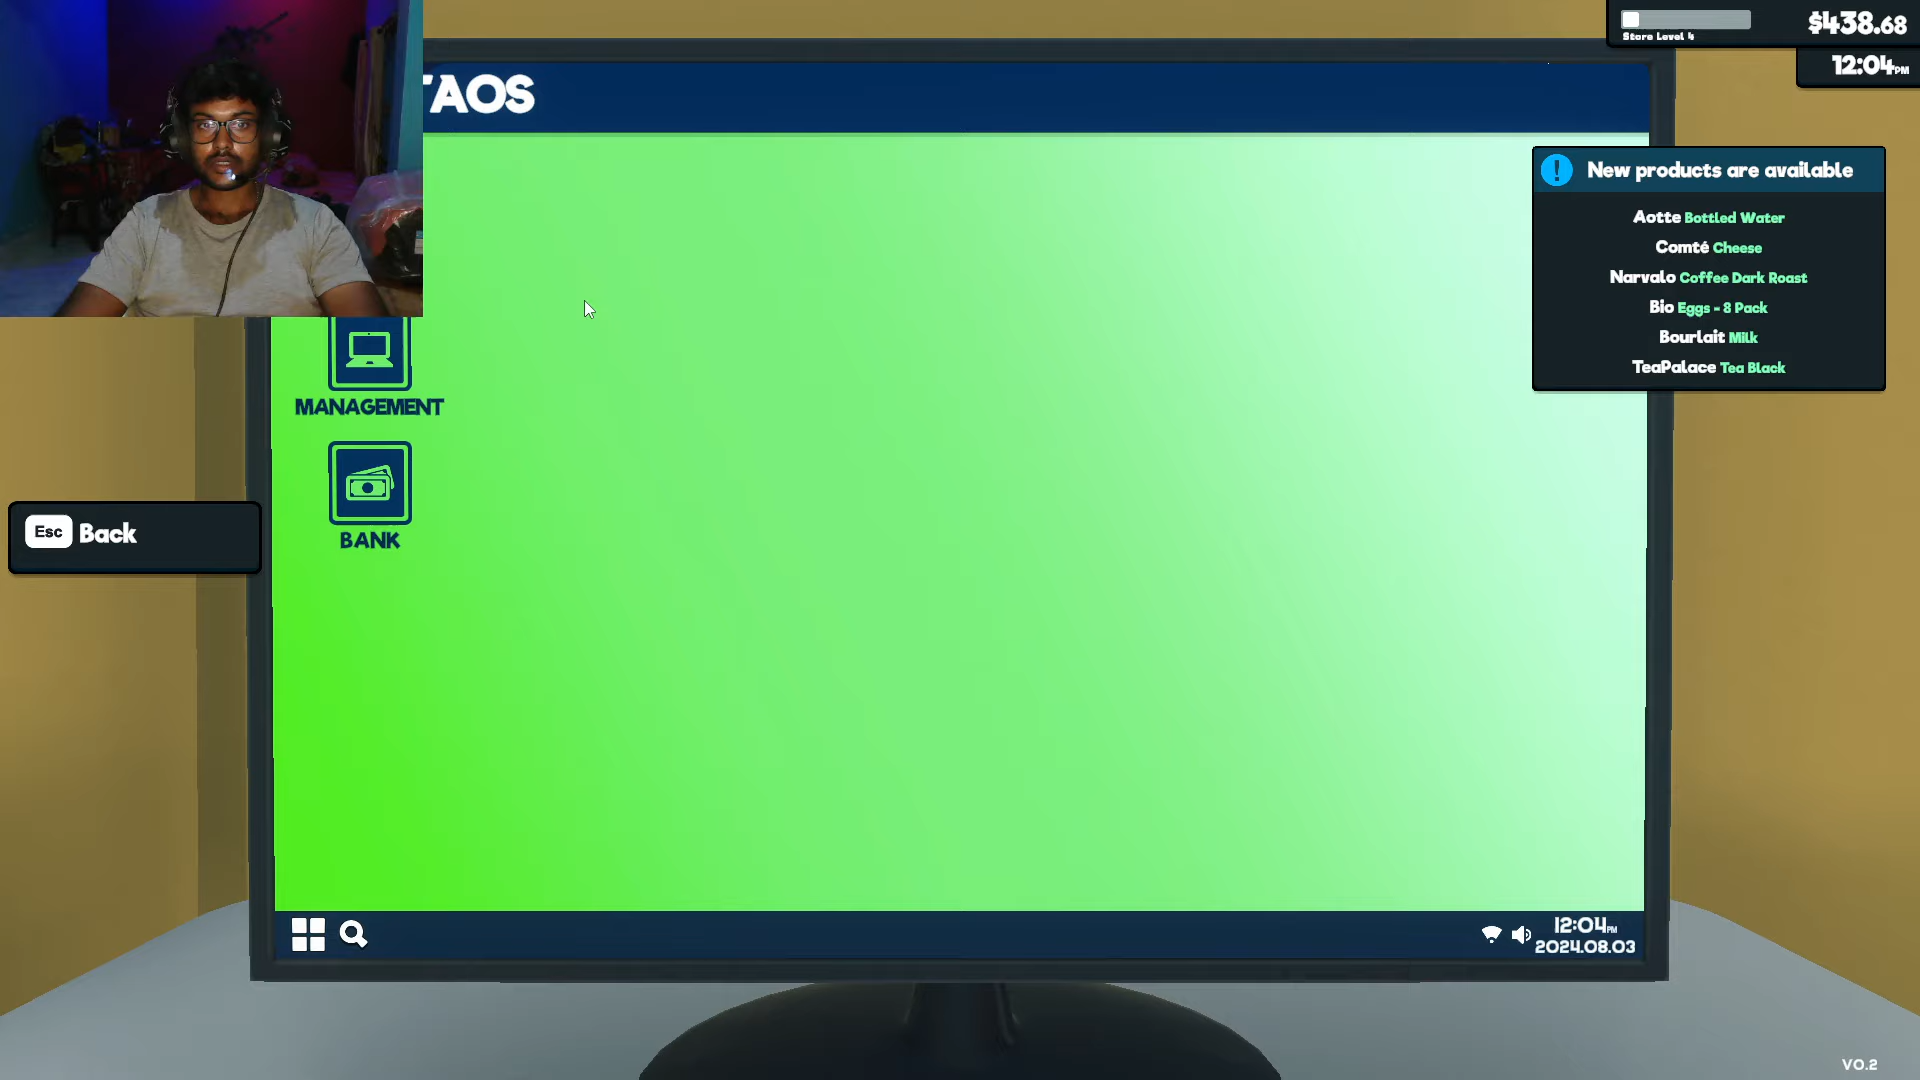 $438.68
Store Level 4
12:04PM
TAOS
New products are available
Aotte Bottled Water
Comté Cheese
Narvalo Coffee Dark Roast
Bio Eggs - 8 Pack
Bourlait Milk
TeaPalace Tea Black
MANAGEMENT
Esc Back
BANK
12:04PM
2024.08.03
V0.2